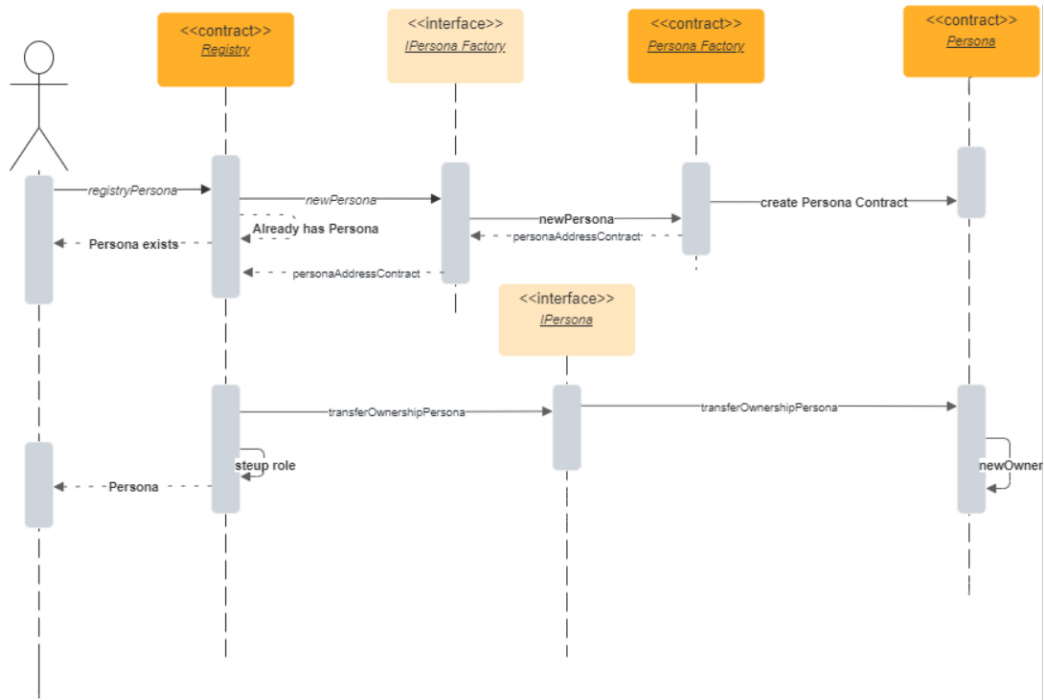 <<contract>>
Registry
<<interface>>
IPersona Factory
<<contract>>
Persona Factory
<<contract>>
Persona
registryPersona
newPersona
newPersona
create Persona Contract
Already has Persona
Persona exists
personaAddressContract
personaAddressContract
<<interface>>
IPersona
transferOwnershipPersona
transferOwnershipPersona
steup role
newOwner
Persona